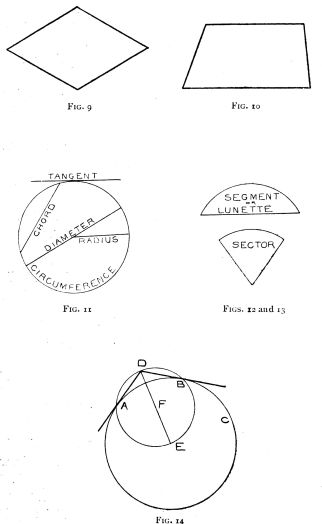 FIG. 9
FIG. 10
TANGENT
CHORD
DIAMETER
RADIUS
CIRCUMFERENCE
FIG. 11
SEGMENT
OR
LUNETTE
SECTOR
FIGS. 12 and 13
D
B
A
F
C
E
FIG. 14